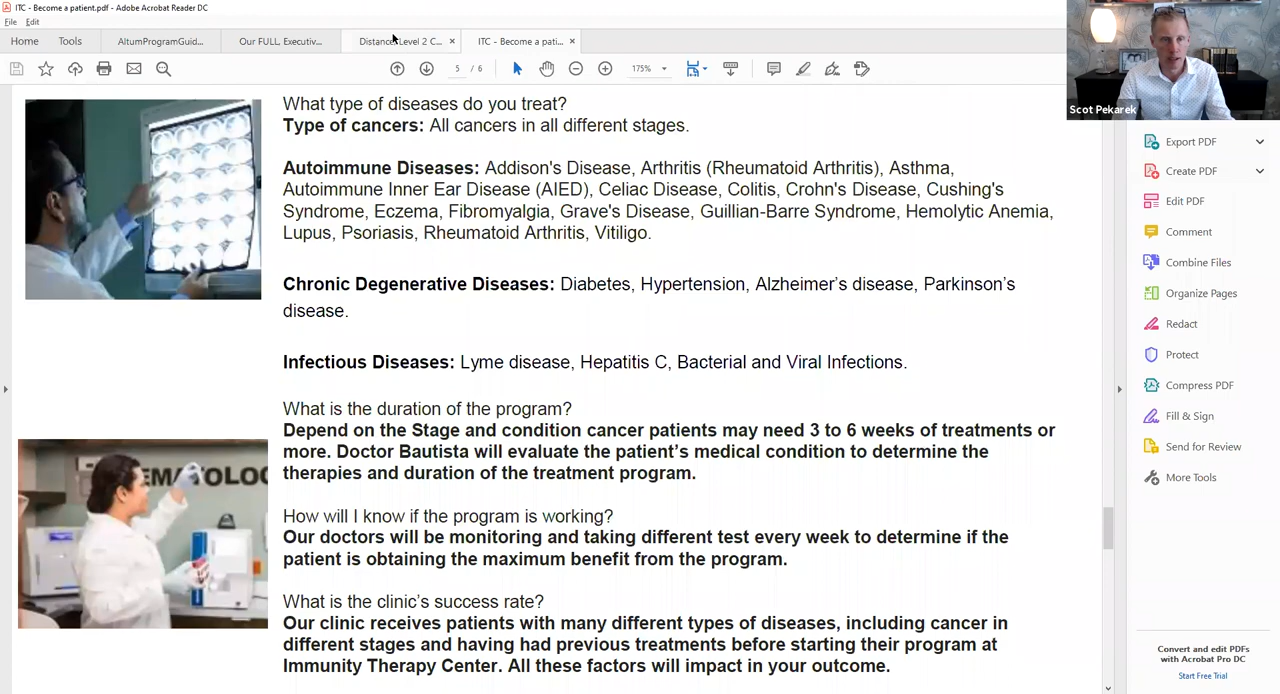 ITC - Become a patient.pdf - Adobe Acrobat Reader DC
File Edit
Home Tools AltumProgramGuid... Our FULL, Executiv... Distance Level 2 C... × ITC - Become a pati... ×
5 / 6 175%
Scot Pekarek
What type of diseases do you treat?
Type of cancers: All cancers in all different stages.
Autoimmune Diseases: Addison's Disease, Arthritis (Rheumatoid Arthritis), Asthma,
Autoimmune Inner Ear Disease (AIED), Celiac Disease, Colitis, Crohn's Disease, Cushing's
Syndrome, Eczema, Fibromyalgia, Grave's Disease, Guillian-Barre Syndrome, Hemolytic Anemia,
Lupus, Psoriasis, Rheumatoid Arthritis, Vitiligo.
Chronic Degenerative Diseases: Diabetes, Hypertension, Alzheimer's disease, Parkinson's
disease.
Infectious Diseases: Lyme disease, Hepatitis C, Bacterial and Viral Infections.
What is the duration of the program?
Depend on the Stage and condition cancer patients may need 3 to 6 weeks of treatments or
more. Doctor Bautista will evaluate the patient's medical condition to determine the
therapies and duration of the treatment program.
How will I know if the program is working?
Our doctors will be monitoring and taking different test every week to determine if the
patient is obtaining the maximum benefit from the program.
What is the clinic's success rate?
Our clinic receives patients with many different types of diseases, including cancer in
different stages and having had previous treatments before starting their program at
Immunity Therapy Center. All these factors will impact in your outcome.
EMATOLOG
Export PDF
Create PDF
Edit PDF
Comment
Combine Files
Organize Pages
Redact
Protect
Compress PDF
Fill & Sign
Send for Review
More Tools
Convert and edit PDFs
with Acrobat Pro DC
Start Free Trial